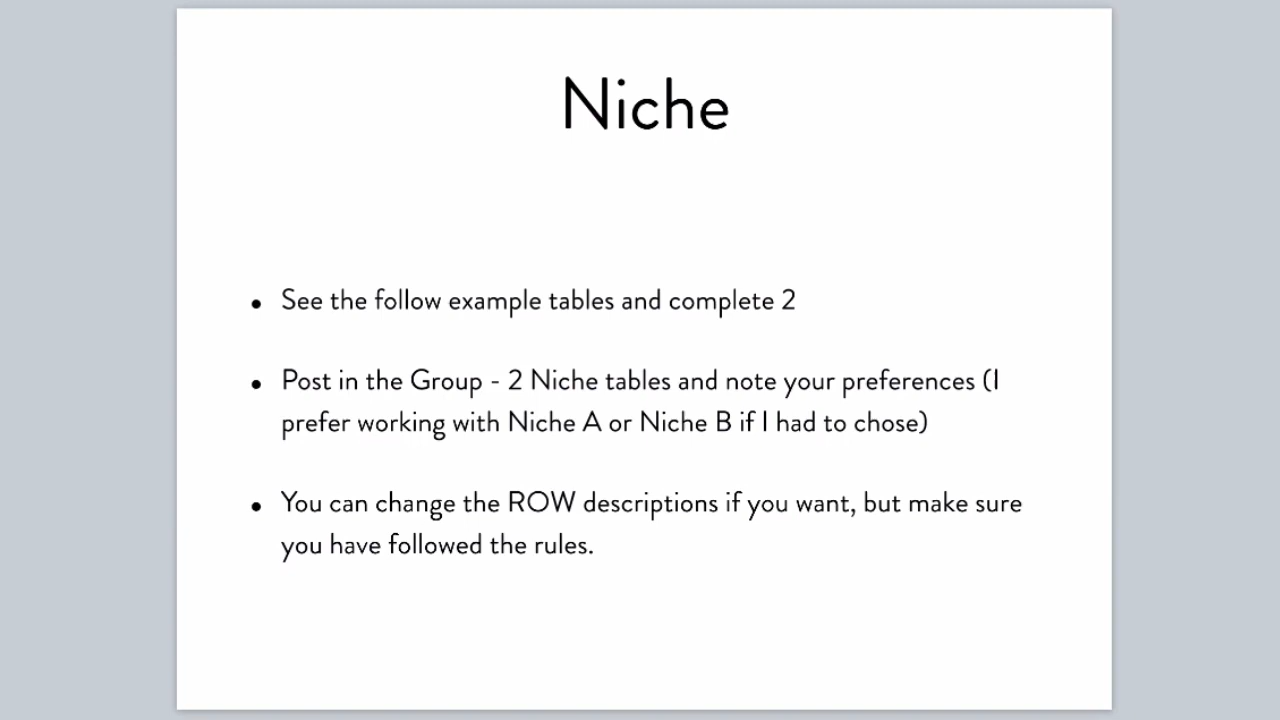 Niche
• See the follow example tables and complete 2
• Post in the Group - 2 Niche tables and note your preferences (I
prefer working with Niche A or Niche B if I had to chose)
• You can change the ROW descriptions if you want, but make sure
you have followed the rules.